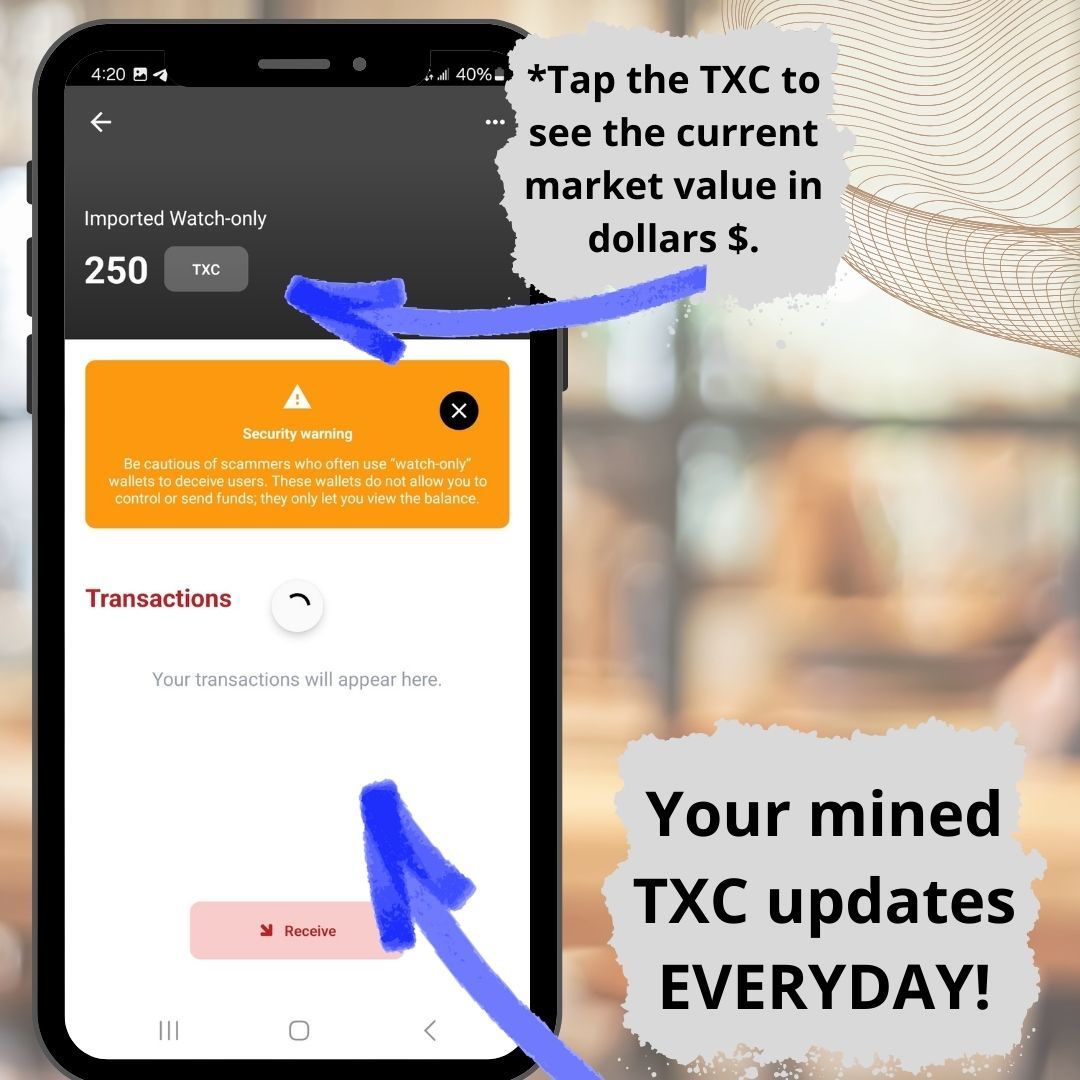 4:20
40%
*Tap the TXC to
see the current
market value in
dollars $.
Imported Watch-only
250 TXC
Security warning
Be cautious of scammers who often use "watch-only"
wallets to deceive users. These wallets do not allow you to
control or send funds; they only let you view the balance.
Transactions
Your transactions will appear here.
Receive
Your mined
TXC updates
EVERYDAY!